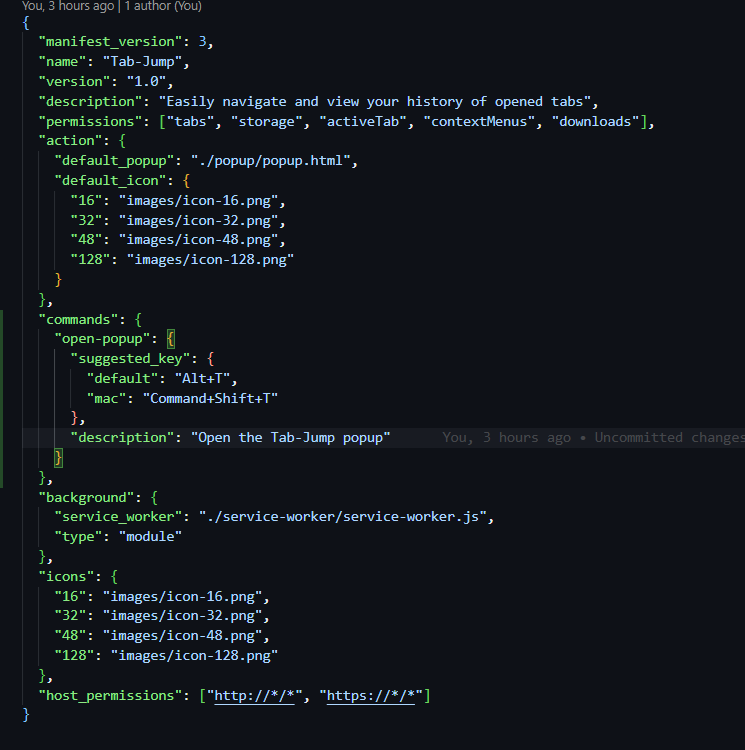 You, 3 hours ago | 1 author (You)
{
"manifest_version": 3,
"name": "Tab-Jump",
"version": "1.0",
"description": "Easily navigate and view your history of opened tabs",
"permissions": ["tabs", "storage", "activeTab", "contextMenus", "downloads"],
"action": {
"default_popup": "./popup/popup.html",
"default_icon": {
"16": "images/icon-16.png",
"32": "images/icon-32.png",
"48": "images/icon-48.png",
"128": "images/icon-128.png"
}
},
"commands": {
"open-popup": {
"suggested_key": {
"default": "Alt+T",
"mac": "Command+Shift+T"
},
"description": "Open the Tab-Jump popup" You, 3 hours ago • Uncommitted changes
}
},
"background": {
"service_worker": "./service-worker/service-worker.js",
"type": "module"
},
"icons": {
"16": "images/icon-16.png",
"32": "images/icon-32.png",
"48": "images/icon-48.png",
"128": "images/icon-128.png"
},
"host_permissions": ["http://*/*", "https://*/*"]
}